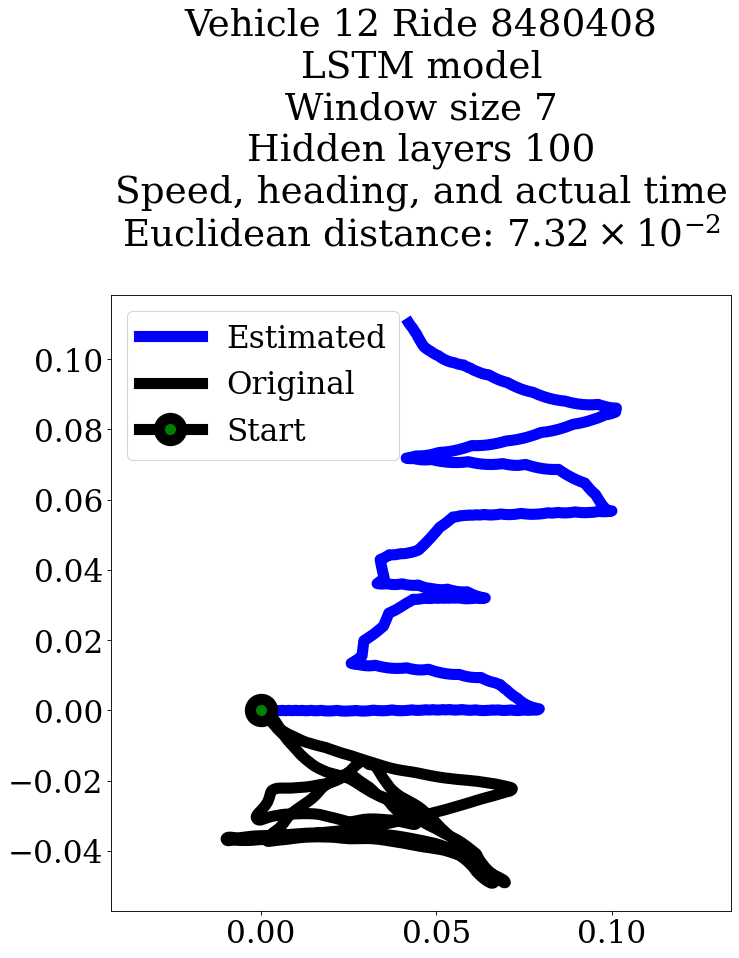 Vehicle 12 Ride 8480408
LSTM model
Window size 7
Hidden layers 100
Speed, heading, and actual time
Euclidean distance: 7.32 × 10⁻²
Estimated
Original
Start
0.10
0.08
0.06
0.04
0.02
0.00
−0.02
−0.04
0.00 0.05 0.10